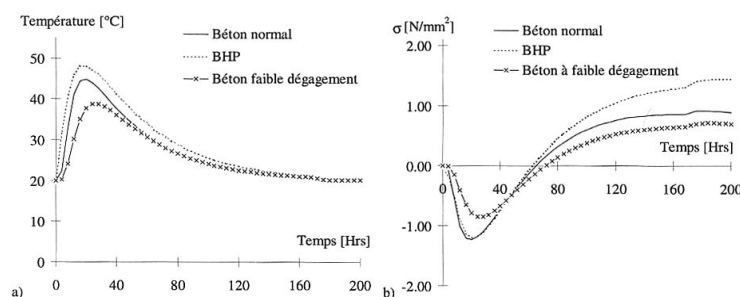 Température [°C]
Béton normal
BHP
Béton faible dégagement
50
40
30
20
10
0
Temps [Hrs]
0 40 80 120 160 200
a)
σ [N/mm²]
Béton normal
BHP
Béton à faible dégagement
2.00
1.00
0.00
-1.00
-2.00
Temps [Hrs]
0 40 80 120 160 200
b)